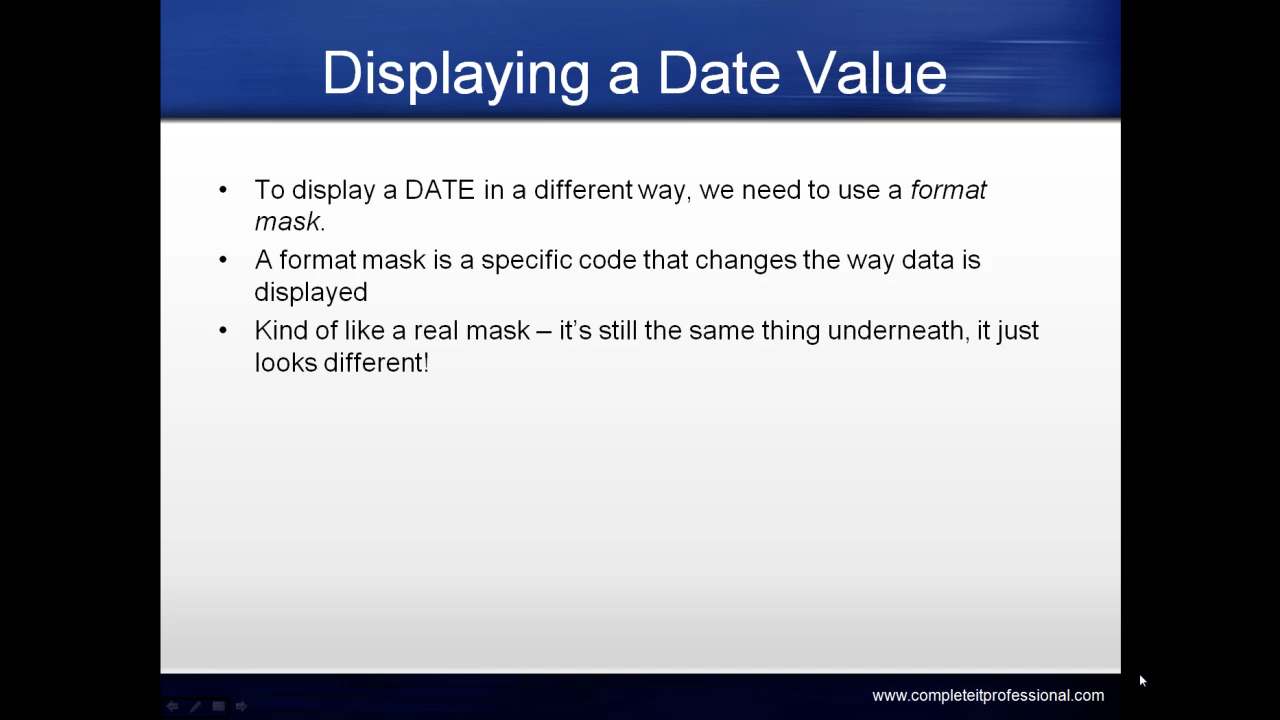 Displaying a Date Value
• To display a DATE in a different way, we need to use a format
mask.
• A format mask is a specific code that changes the way data is
displayed
• Kind of like a real mask – it’s still the same thing underneath, it just
looks different!
www.completeitprofessional.com